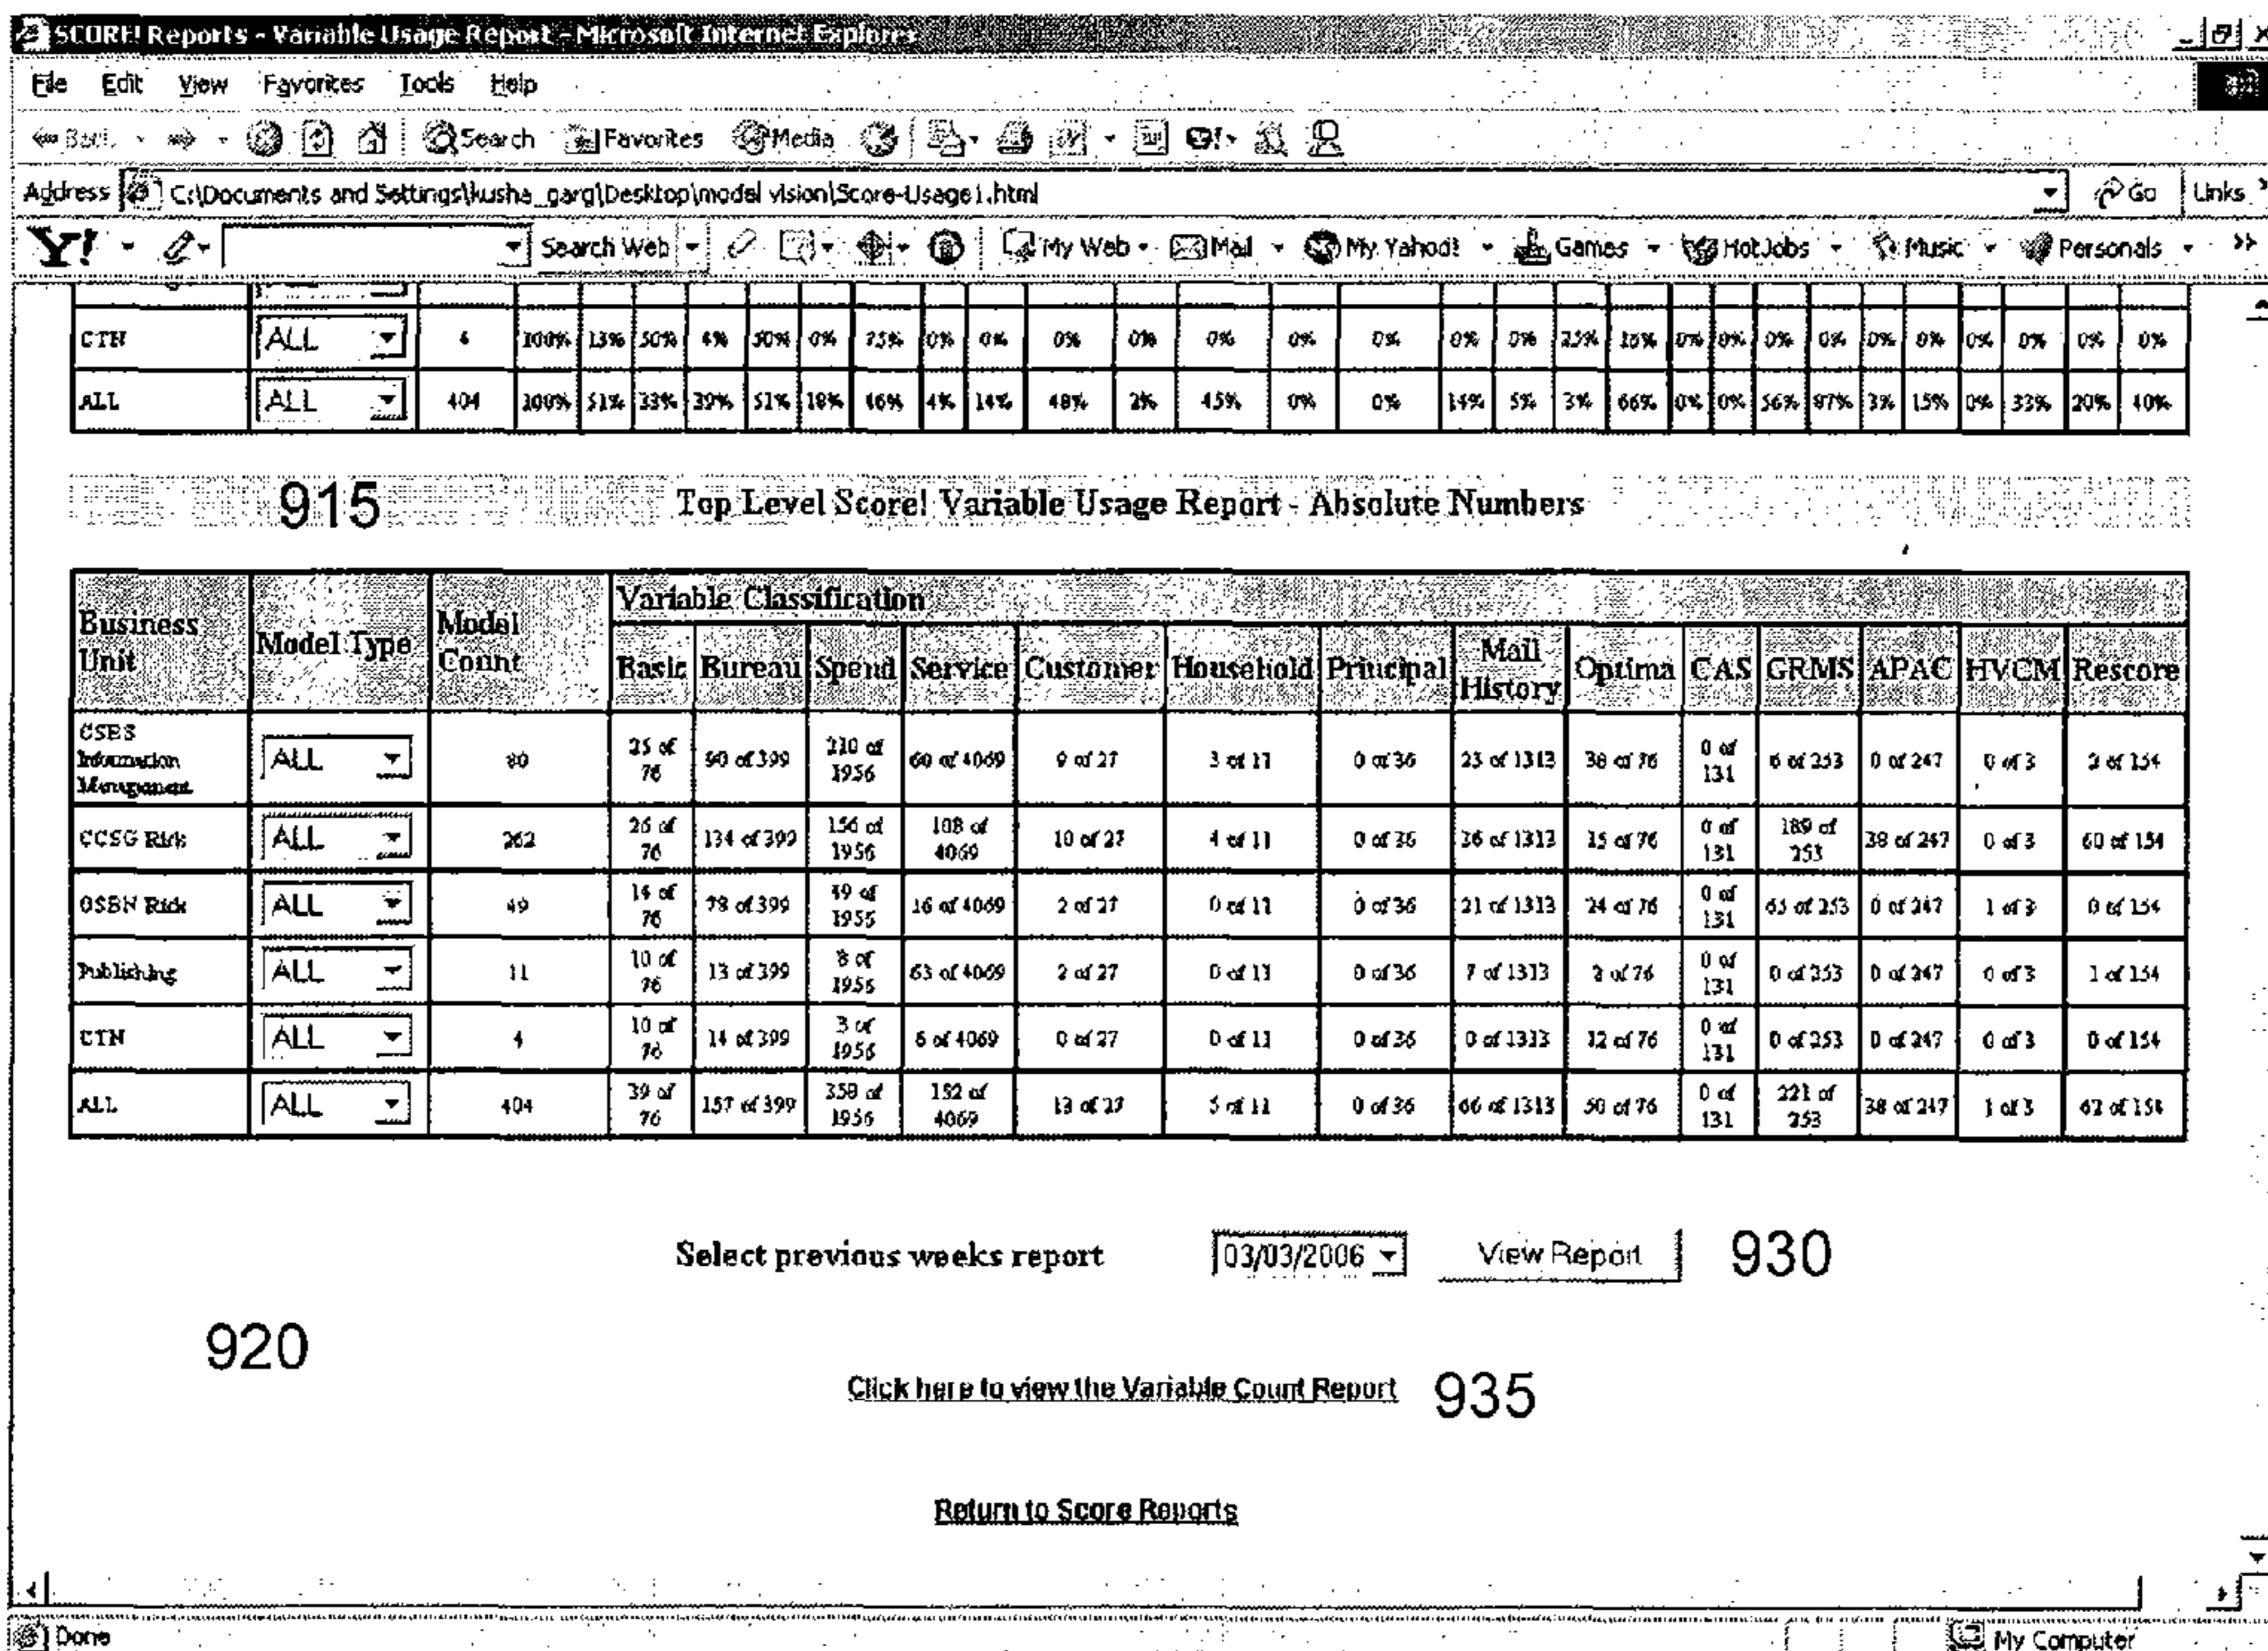 SCORE! Reports - Variable Usage Report - Microsoft Internet Explorer
File Edit View Favorites Tools Help
Back Search Favorites Media
Address C:\Documents and Settings\kusha_garg\Desktop\model vision\Score-Usage1.html Go Links
Y! Search Web My Web Mail My Yahoo! Games HotJobs Music Personals
CTN ALL 4 100% 13% 50% 4% 50% 0% 25% 0% 0% 0% 0% 0% 0% 0% 0% 0% 25% 16% 0% 0% 0% 0% 0% 0% 0% 0% 0% 0%
ALL ALL 404 100% 51% 33% 39% 51% 18% 46% 4% 14% 48% 2% 45% 0% 0% 14% 5% 3% 66% 0% 0% 56% 87% 3% 15% 0% 33% 20% 40%
915 Top Level Score! Variable Usage Report - Absolute Numbers
Business Unit Model Type Model Count Variable Classification
Basic Bureau Spend Service Customer Household Principal Mail History Optima CAS GRMS APAC HVCM Rescore
CSBS Information Management ALL 80 25 of 76 90 of 399 210 of 1956 60 of 4069 9 of 27 3 of 11 0 of 36 23 of 1313 38 of 76 0 of 131 6 of 253 0 of 247 0 of 3 2 of 154
CCSG Risk ALL 262 26 of 76 134 of 399 156 of 1956 108 of 4069 10 of 27 4 of 11 0 of 36 36 of 1313 15 of 76 0 of 131 189 of 253 38 of 247 0 of 3 60 of 154
OSBN Risk ALL 49 14 of 76 78 of 399 49 of 1956 16 of 4069 2 of 27 0 of 11 0 of 36 21 of 1313 24 of 76 0 of 131 65 of 253 0 of 247 1 of 3 0 of 154
Publishing ALL 11 10 of 76 13 of 399 8 of 1956 63 of 4069 2 of 27 0 of 11 0 of 36 7 of 1313 2 of 76 0 of 131 0 of 253 0 of 247 0 of 3 1 of 154
CTN ALL 4 10 of 76 14 of 399 3 of 1956 6 of 4069 0 of 27 0 of 11 0 of 36 0 of 1313 12 of 76 0 of 131 0 of 253 0 of 247 0 of 3 0 of 154
ALL ALL 404 39 of 76 157 of 399 358 of 1956 192 of 4069 13 of 27 5 of 11 0 of 36 66 of 1313 50 of 76 0 of 131 221 of 253 38 of 247 1 of 3 62 of 154
Select previous weeks report 03/03/2006 View Report 930
920
Click here to view the Variable Count Report 935
Return to Score Reports
Done My Computer